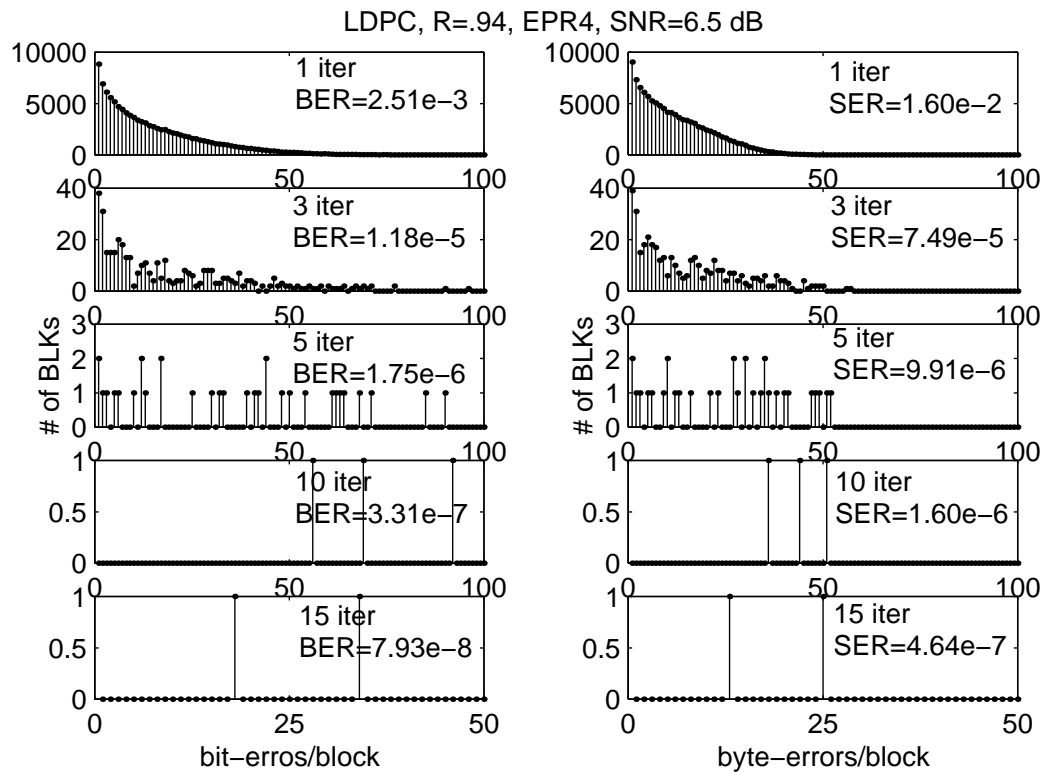 LDPC, R=.94, EPR4, SNR=6.5 dB
10000
5000
0
0 50 100
1 iter
BER=2.51e−3
10000
5000
0
0 50 100
1 iter
SER=1.60e−2
40
20
0
0 50 100
3 iter
BER=1.18e−5
40
20
0
0 50 100
3 iter
SER=7.49e−5
# of BLKs
3
2
1
0
0 50 100
5 iter
BER=1.75e−6
# of BLKs
3
2
1
0
0 50 100
5 iter
SER=9.91e−6
1
0.5
0
0 50 100
10 iter
BER=3.31e−7
1
0.5
0
0 50 100
10 iter
SER=1.60e−6
1
0.5
0
0 25 50
15 iter
BER=7.93e−8
bit−erros/block
1
0.5
0
0 25 50
15 iter
SER=4.64e−7
byte−errors/block